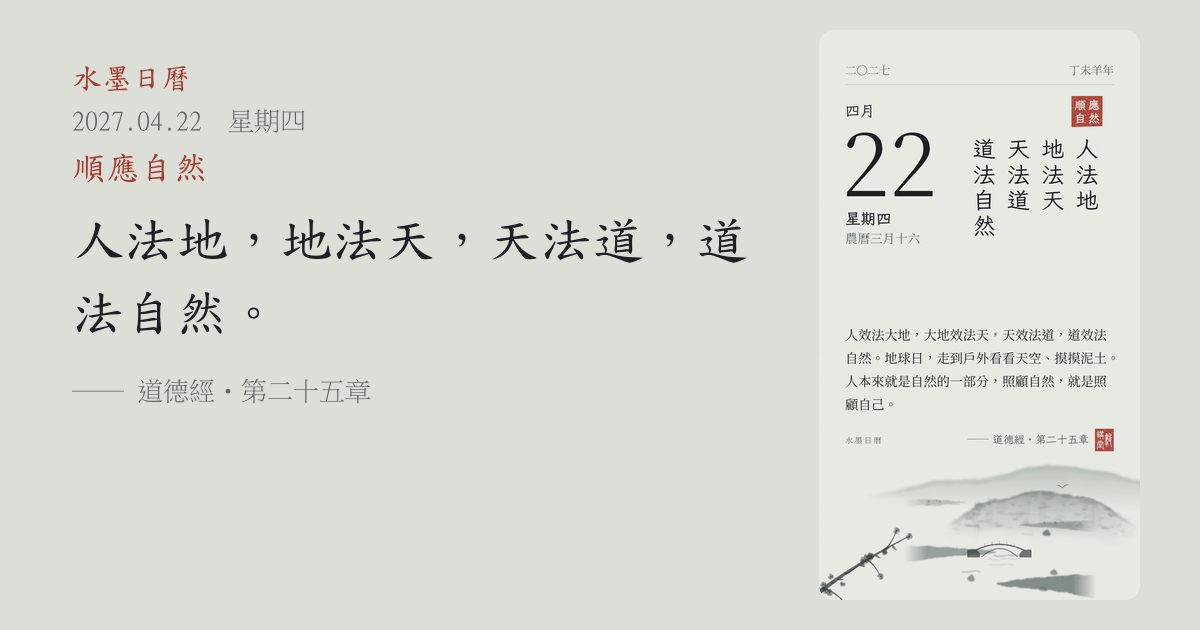 水墨日曆
2027.04.22 星期四
順應自然
人法地，地法天，天法道，道
法自然。
—— 道德經・第二十五章
二〇二七
丁未羊年
四月
22
星期四
農曆三月十六
順應
自然
人法地
地法天
天法道
道法自然
人效法大地，大地效法天，天效法道，道效法
自然。地球日，走到戶外看看天空、摸摸泥土。
人本來就是自然的一部分，照顧自然，就是照
顧自己。
水墨日曆
—— 道德經・第二十五章